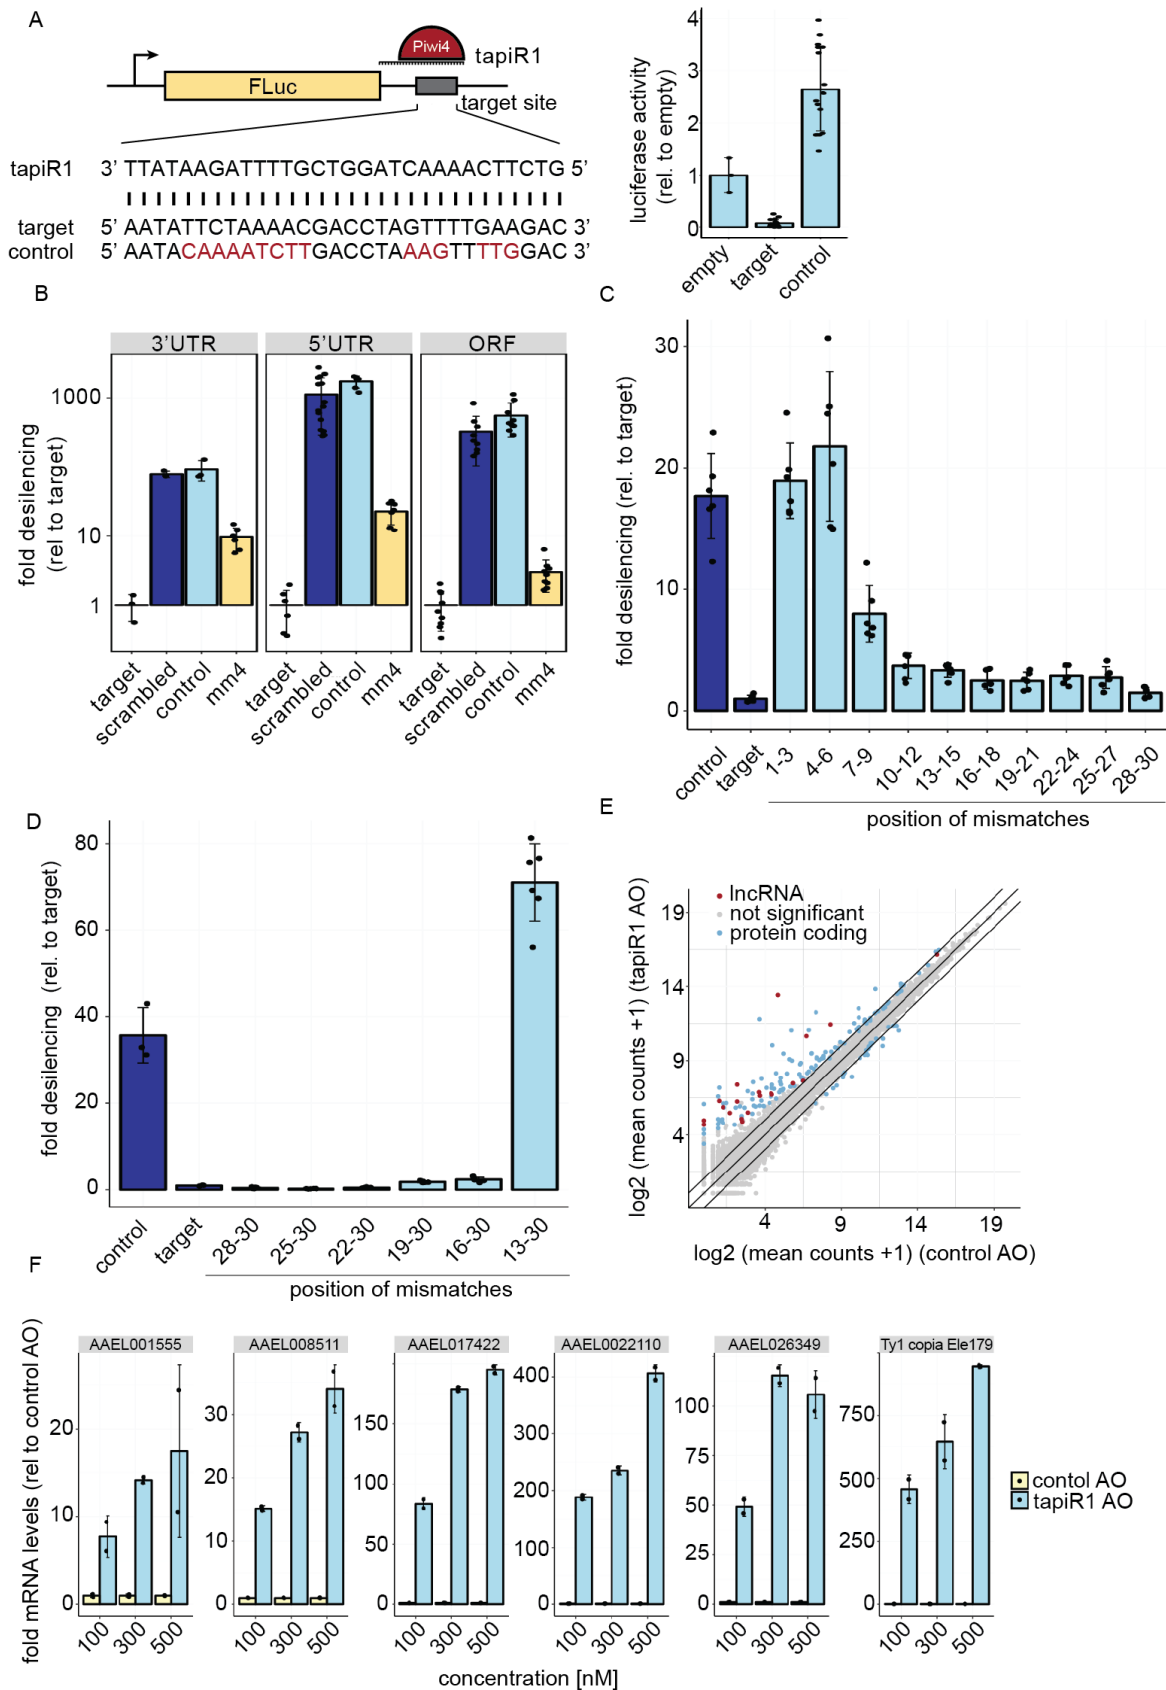 A
Piwi4
tapiR1
FLuc
target site
tapiR1 3’ TTATAAGATTTTGCTGGATCAAAACTTCTG 5’
target 5’ AATATTCTAAAACGACCTAGTTTTGAAGAC 3’
control 5’ AATACAAAATCTTGACCTAAAGTTTTGGAC 3’
luciferase activity
(rel. to empty)
4
3
2
1
0
empty
target
control
B
3’UTR
5’UTR
ORF
fold desilencing
(rel to target)
1000
10
1
target
scrambled
control
mm4
target
scrambled
control
mm4
target
scrambled
control
mm4
C
fold desilencing (rel. to target)
30
20
10
0
control
target
1-3
4-6
7-9
10-12
13-15
16-18
19-21
22-24
25-27
28-30
position of mismatches
D
fold desilencing (rel. to target)
80
60
40
20
0
control
target
28-30
25-30
22-30
19-30
16-30
13-30
position of mismatches
E
lncRNA
not significant
protein coding
log2 (mean counts +1) (tapiR1 AO)
19
14
9
4
4
9
14
19
log2 (mean counts +1) (control AO)
F
fold mRNA levels (rel to control AO)
AAEL001555
20
10
0
100
300
500
AAEL008511
30
20
10
0
100
300
500
AAEL017422
150
100
50
0
100
300
500
AAEL0022110
400
300
200
100
0
100
300
500
AAEL026349
100
75
50
25
0
100
300
500
Ty1 copia Ele179
750
500
250
0
100
300
500
contol AO
tapiR1 AO
concentration [nM]